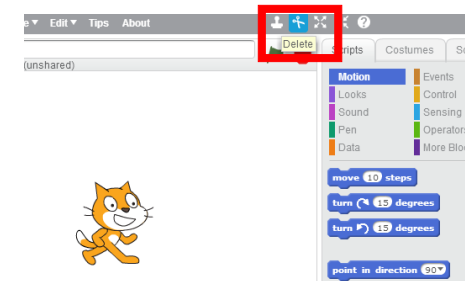 Edit Tips About
Delete
(unshared)
Scripts Costumes
Motion Events
Looks Control
Sound Sensing
Pen Operators
Data More Blo
move 10 steps
turn 15 degrees
turn 15 degrees
point in direction 90